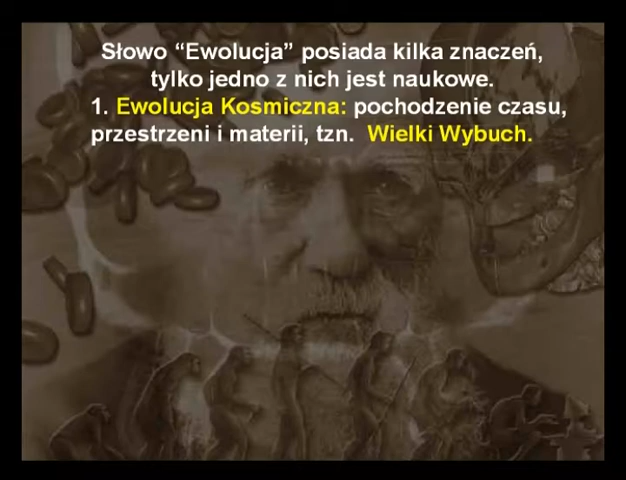 Słowo “Ewolucja” posiada kilka znaczeń,
tylko jedno z nich jest naukowe.
1. Ewolucja Kosmiczna: pochodzenie czasu,
przestrzeni i materii, tzn. Wielki Wybuch.